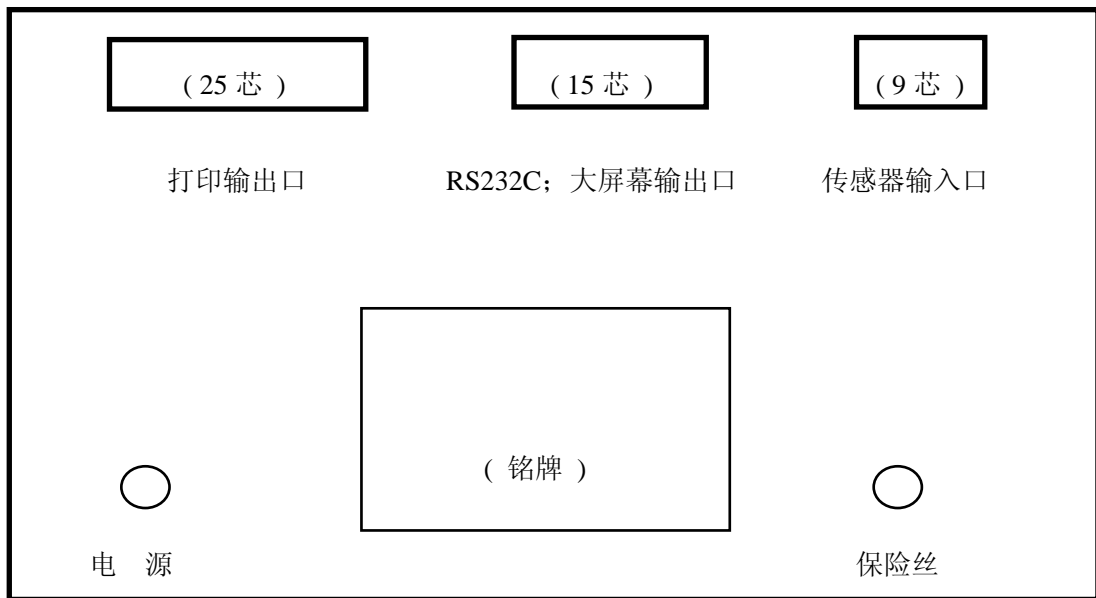 ( 25 芯 ) ( 15 芯 ) ( 9 芯 )
打印输出口 RS232C；大屏幕输出口 传感器输入口
( 铭牌 )
电 源 保险丝